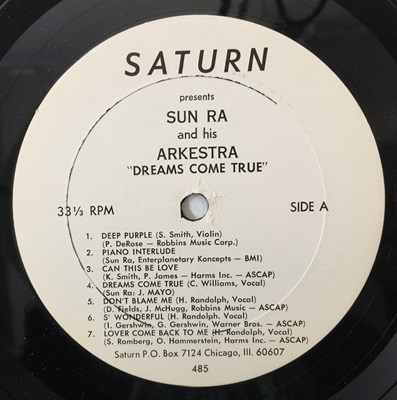 SATURN
presents
SUN RA
and his
ARKESTRA
"DREAMS COME TRUE"
33⅓ RPM SIDE A
1. DEEP PURPLE (S. Smith, Violin)
(P. DeRose — Robbins Music Corp.)
2. PIANO INTERLUDE
(Sun Ra, Enterplanetary Koncepts — BMI)
3. CAN THIS BE LOVE
(K. Smith, P. James — Harms Inc. — ASCAP)
4. DREAMS COME TRUE (C. Williams, Vocal)
(Sun Ra: J. MAYO)
5. DON'T BLAME ME (H. Randolph, Vocal)
(D. Fields, J. McHugg, Robbins Music — ASCAP)
6. S' WONDERFUL (H. Randolph. Vocal)
(I. Gershwin, G. Gershwin, Warner Bros. — ASCAP)
7. LOVER COME BACK TO ME (H. Randolph, Vocal)
(S. Romberg, O. Hammerstein, Harms Inc. — ASCAP)
Saturn P.O. Box 7124 Chicago, Ill. 60607
485